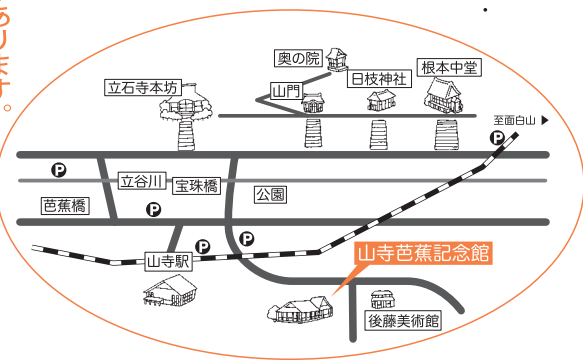 あります。
奥の院
日枝神社
根本中堂
立石寺本坊
山門
至面白山 ▶
P
P
立谷川
宝珠橋
公園
芭蕉橋
P
P
P
山寺駅
山寺芭蕉記念館
後藤美術館